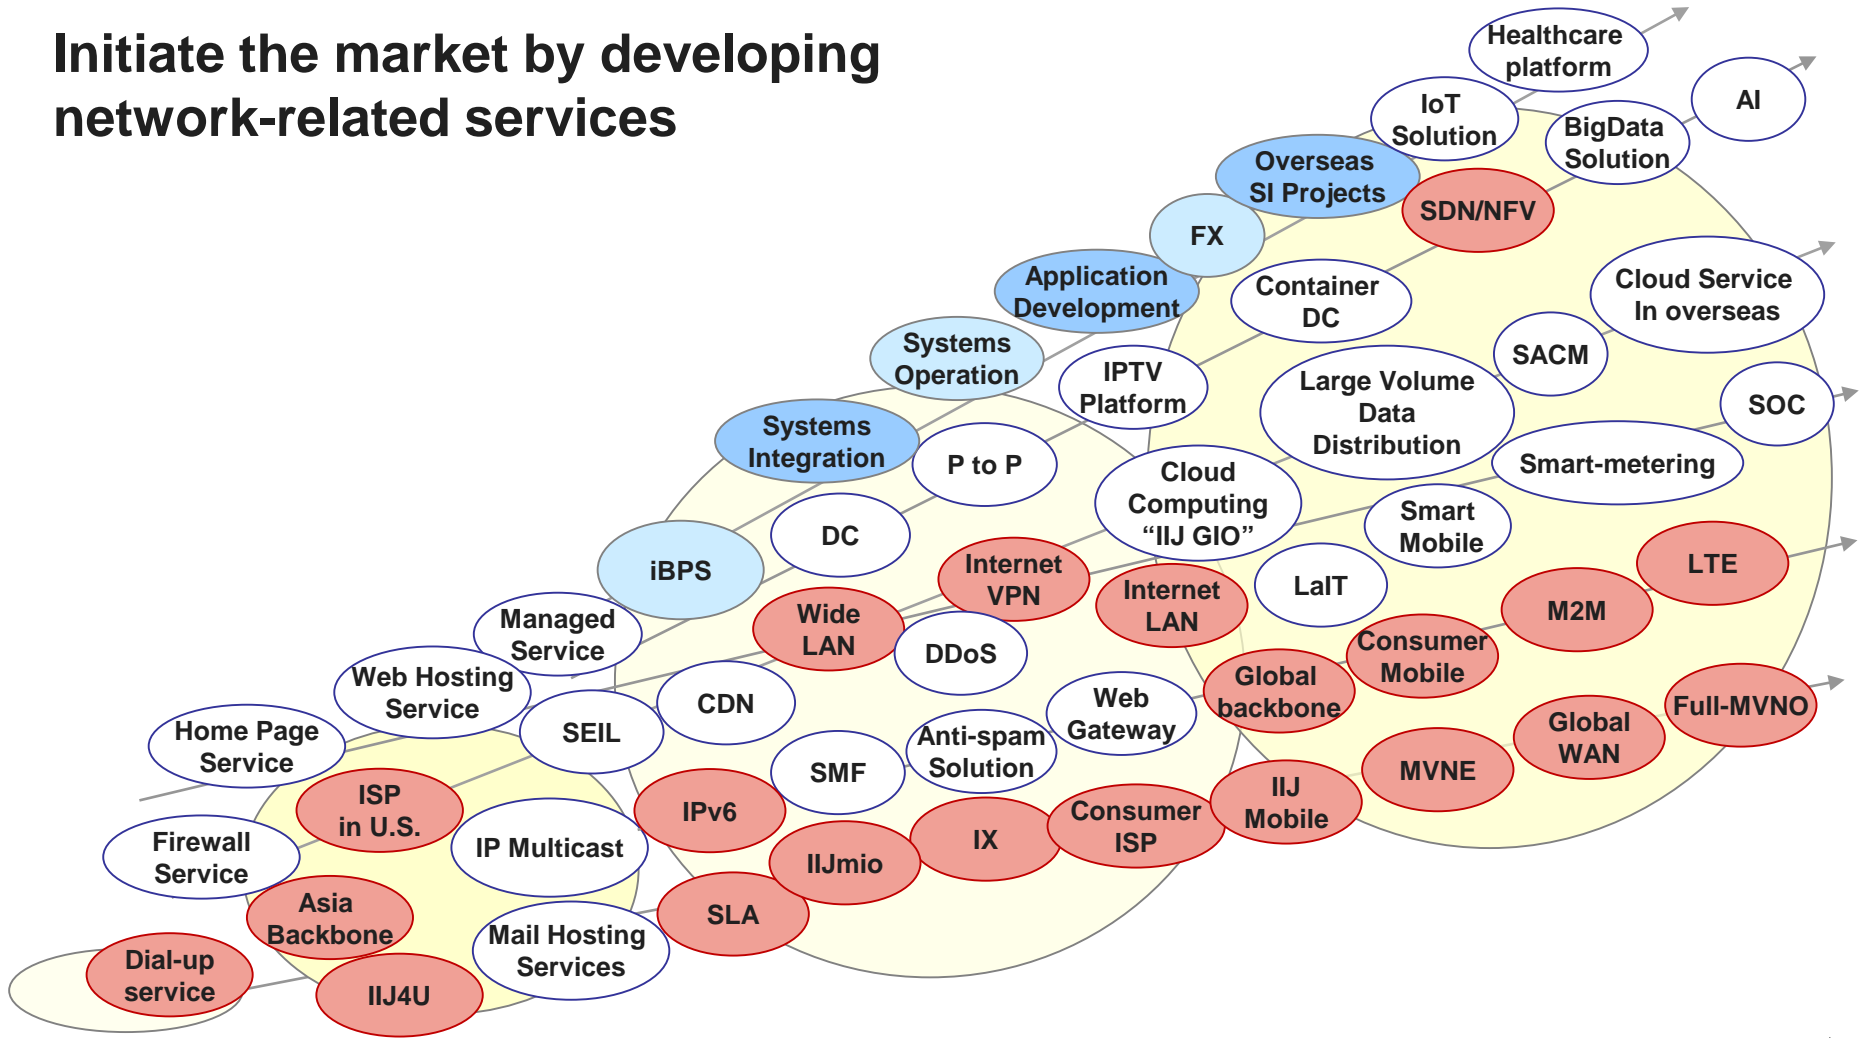 Initiate the market by developing
network-related services
Healthcare
platform
AI
IoT
Solution
BigData
Solution
Overseas
SI Projects
SDN/NFV
FX
Application
Development
Container
DC
Cloud Service
In overseas
Systems
Operation
IPTV
Platform
SACM
Large Volume
Data
Distribution
SOC
Systems
Integration
P to P
Cloud
Computing
“IIJ GIO”
Smart-metering
DC
Smart
Mobile
iBPS
Internet
VPN
Internet
LAN
LaIT
LTE
Managed
Service
Wide
LAN
DDoS
M2M
Consumer
Mobile
Web Hosting
Service
CDN
Global
backbone
Full-MVNO
Home Page
Service
SEIL
Anti-spam
Solution
Web
Gateway
Global
WAN
SMF
MVNE
ISP
in U.S.
IPv6
IIJ
Mobile
Firewall
Service
IP Multicast
IIJmio
IX
Consumer
ISP
Asia
Backbone
SLA
Mail Hosting
Services
Dial-up
service
IIJ4U